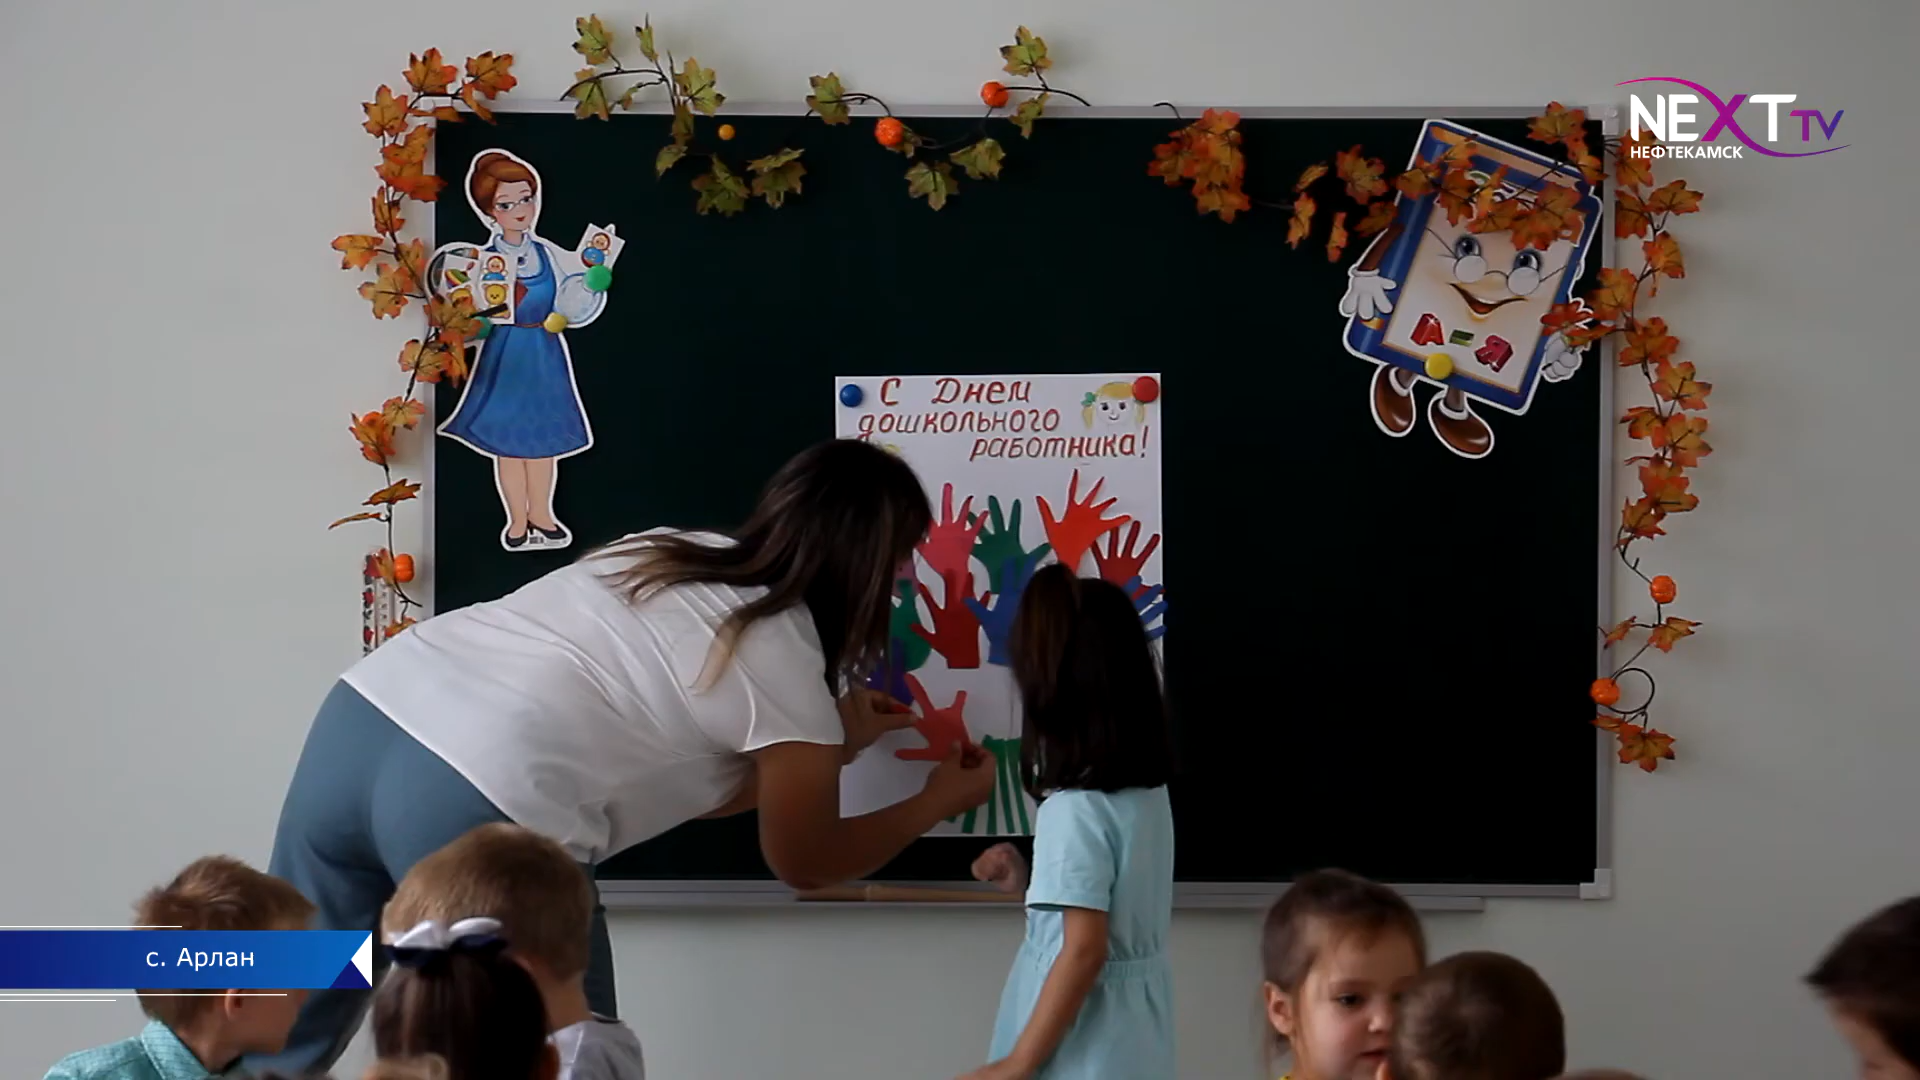 NEXT TV
НЕФТЕКАМСК
А=Я
С Днем
дошкольного
работника!
с. Арлан